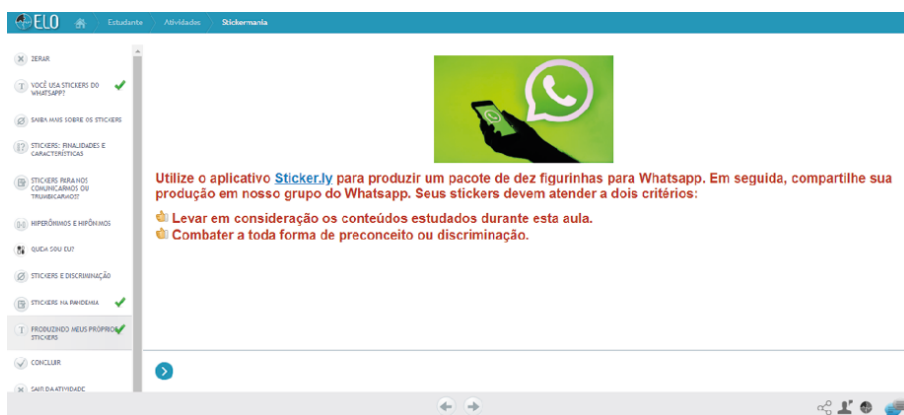 ELO Estudante Atividades Stickermania
ZERAR
VOCÊ USA STICKERS DO
WHATSAPP?
SAIBA MAIS SOBRE OS STICKERS
STICKERS: FINALIDADES E
CARACTERÍSTICAS
STICKERS PARA NOS
COMUNICARMOS OU
TRUMBICARMOS?
HIPERÔNIMOS E HIPÔNIMOS
QUEM SOU EU?
STICKERS E DISCRIMINAÇÃO
STICKERS NA PANDEMIA
PRODUZINDO MEUS PRÓPRIOS
STICKERS
CONCLUIR
SAIR DA ATIVIDADE
Utilize o aplicativo Sticker.ly para produzir um pacote de dez figurinhas para Whatsapp. Em seguida, compartilhe sua
produção em nosso grupo do Whatsapp. Seus stickers devem atender a dois critérios:
Levar em consideração os conteúdos estudados durante esta aula.
Combater a toda forma de preconceito ou discriminação.